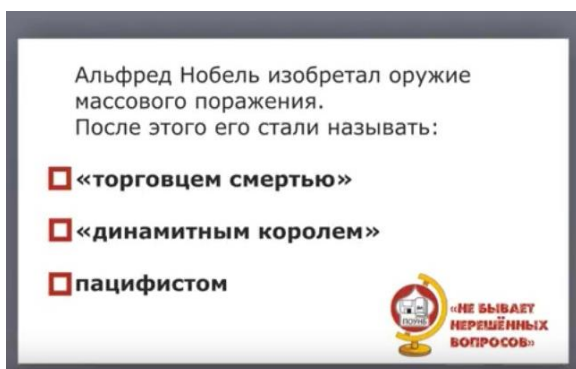 Альфред Нобель изобретал оружие
массового поражения.
После этого его стали называть:
«торговцем смертью»
«динамитным королем»
пацифистом
ПОУНБ
«НЕ БЫВАЕТ
НЕРЕШЁННЫХ
ВОПРОСОВ»